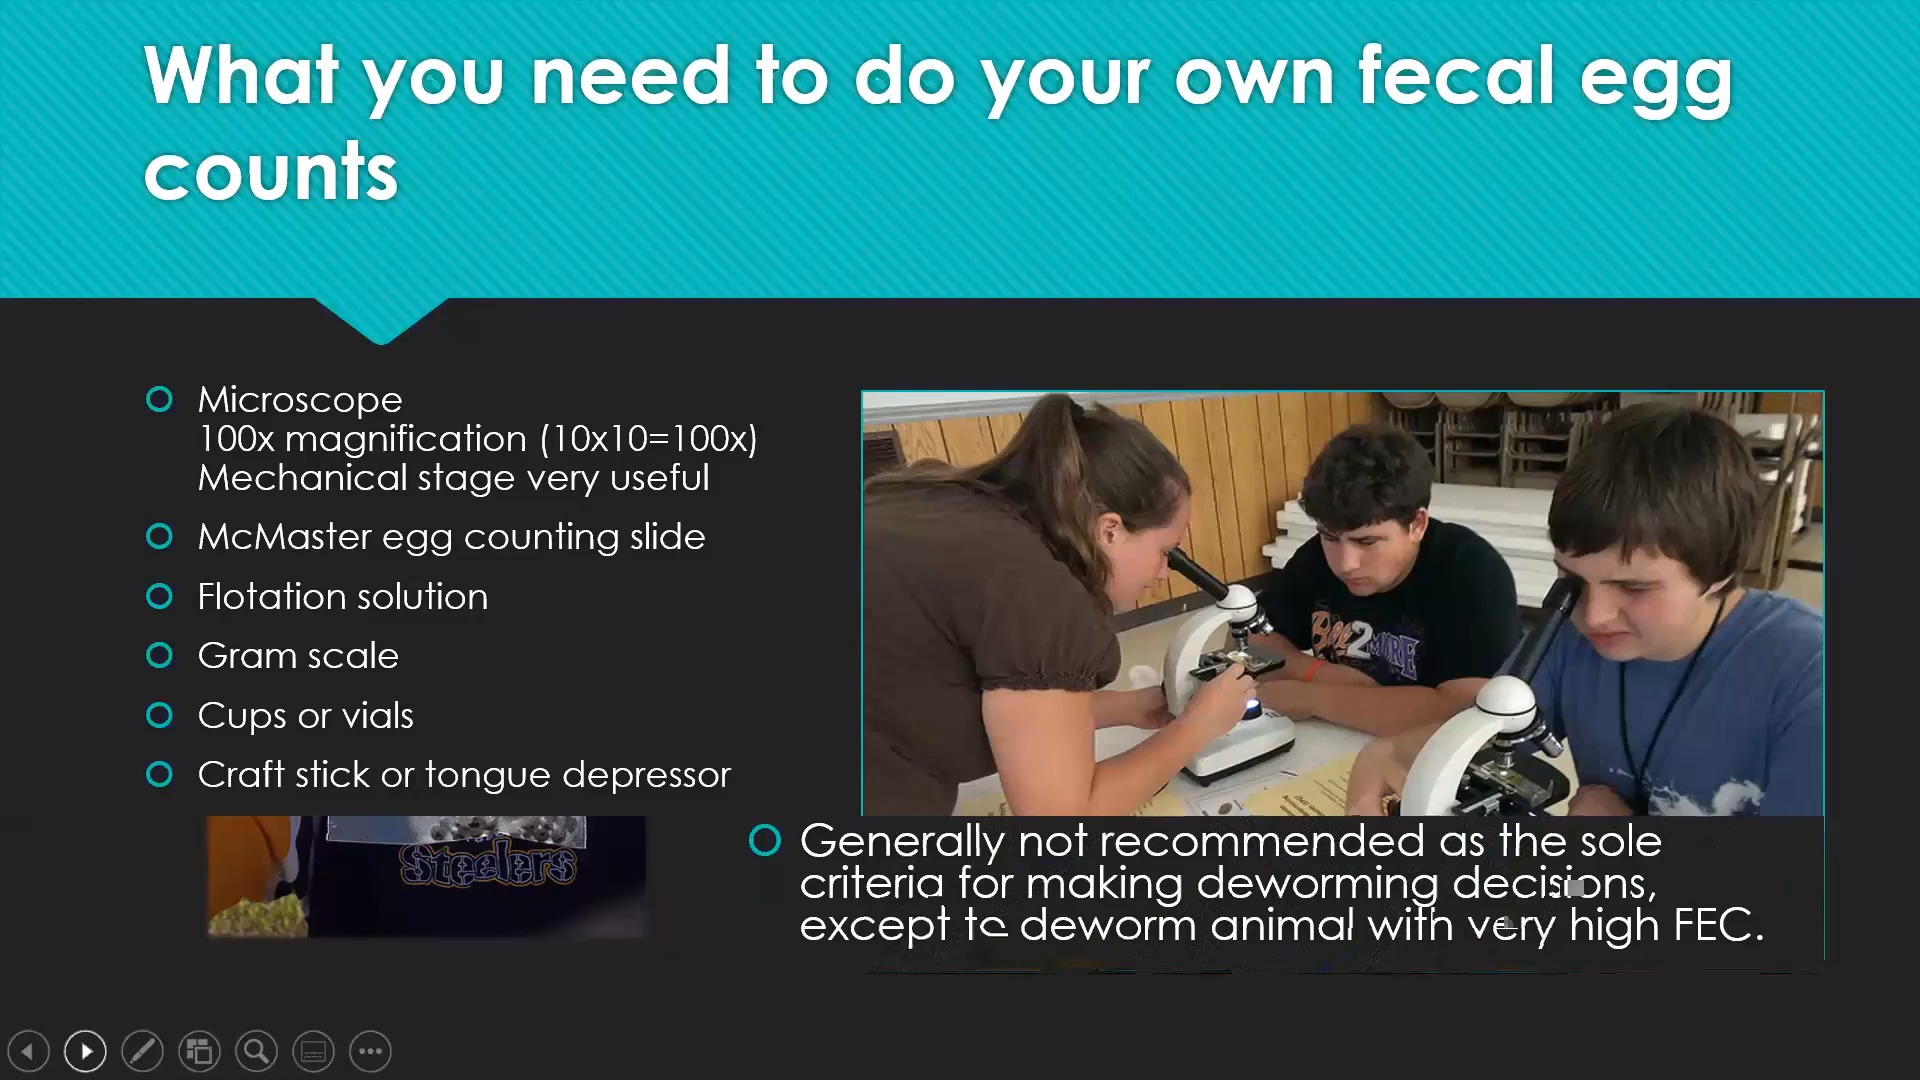 What you need to do your own fecal egg
counts
Microscope
100x magnification (10x10=100x)
Mechanical stage very useful
McMaster egg counting slide
Flotation solution
Gram scale
Cups or vials
Craft stick or tongue depressor
Bee2MORE
Steelers
Generally not recommended as the sole
criteria for making deworming decisions,
except to deworm animal with very high FEC.